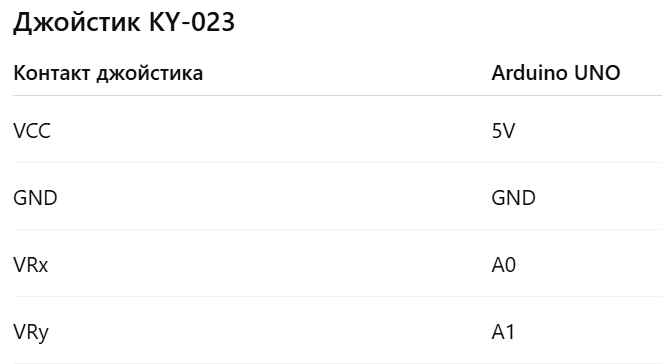 Джойстик KY-023
Контакт джойстика Arduino UNO
VCC 5V
GND GND
VRx A0
VRy A1